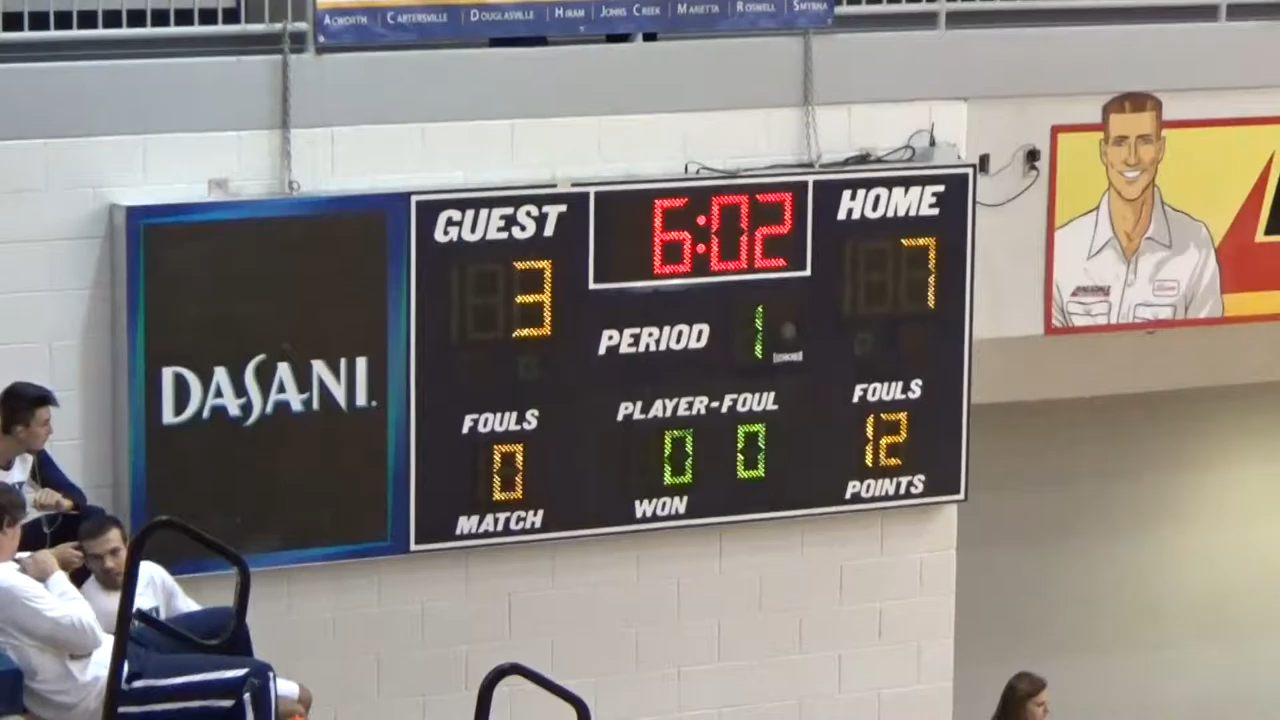 ACWORTH | CARTERSVILLE | DOUGLASVILLE | HIRAM | JOHNS CREEK | MARIETTA | ROSWELL | SMYRNA
GUEST
6:02
HOME
3
7
PERIOD
1
DASANI.
FOULS
PLAYER-FOUL
FOULS
0
0 0
12
MATCH
WON
POINTS